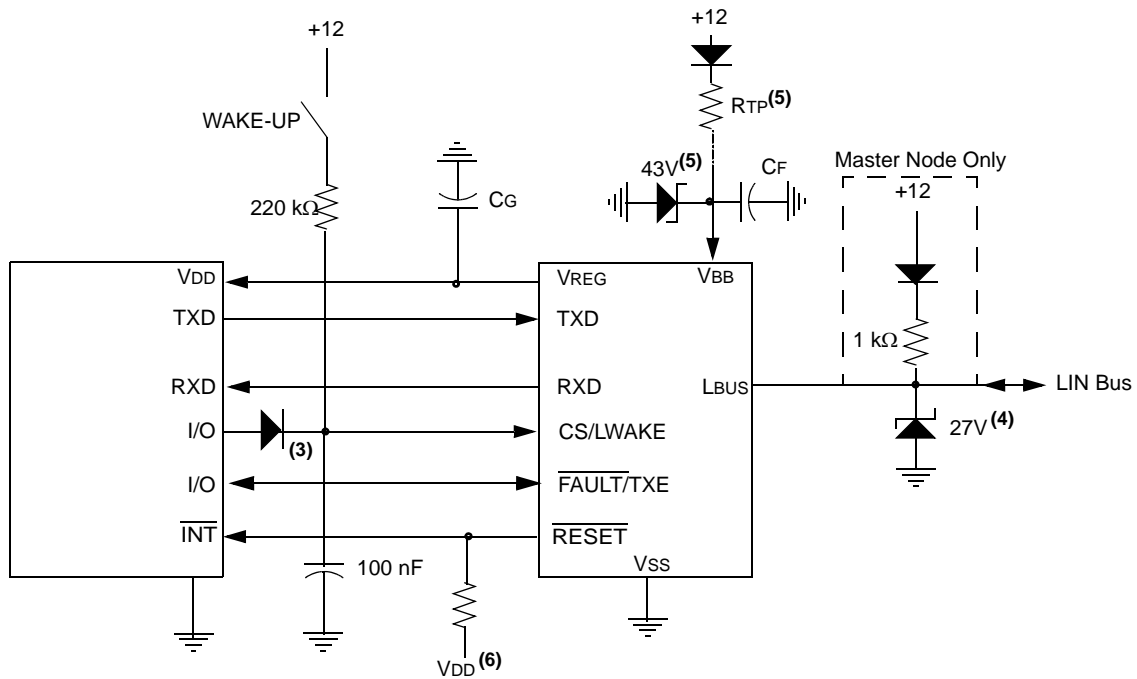 +12
+12
WAKE-UP
RTP(5)
43V(5)
CF
Master Node Only
+12
CG
220 kΩ
VDD
VREG
VBB
TXD
TXD
1 kΩ
RXD
RXD
LBUS
LIN Bus
I/O
(3)
CS/LWAKE
27V(4)
I/O
FAULT/TXE
INT
RESET
100 nF
VSS
VDD(6)